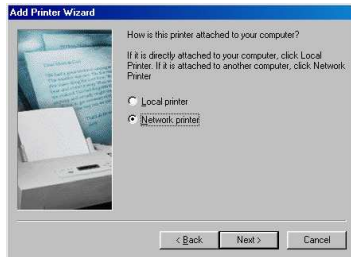 Add Printer Wizard
How is this printer attached to your computer?
If it is directly attached to your computer, click Local
Printer. If it is attached to another computer, click Network
Printer
Local printer
Network printer
< Back
Next >
Cancel